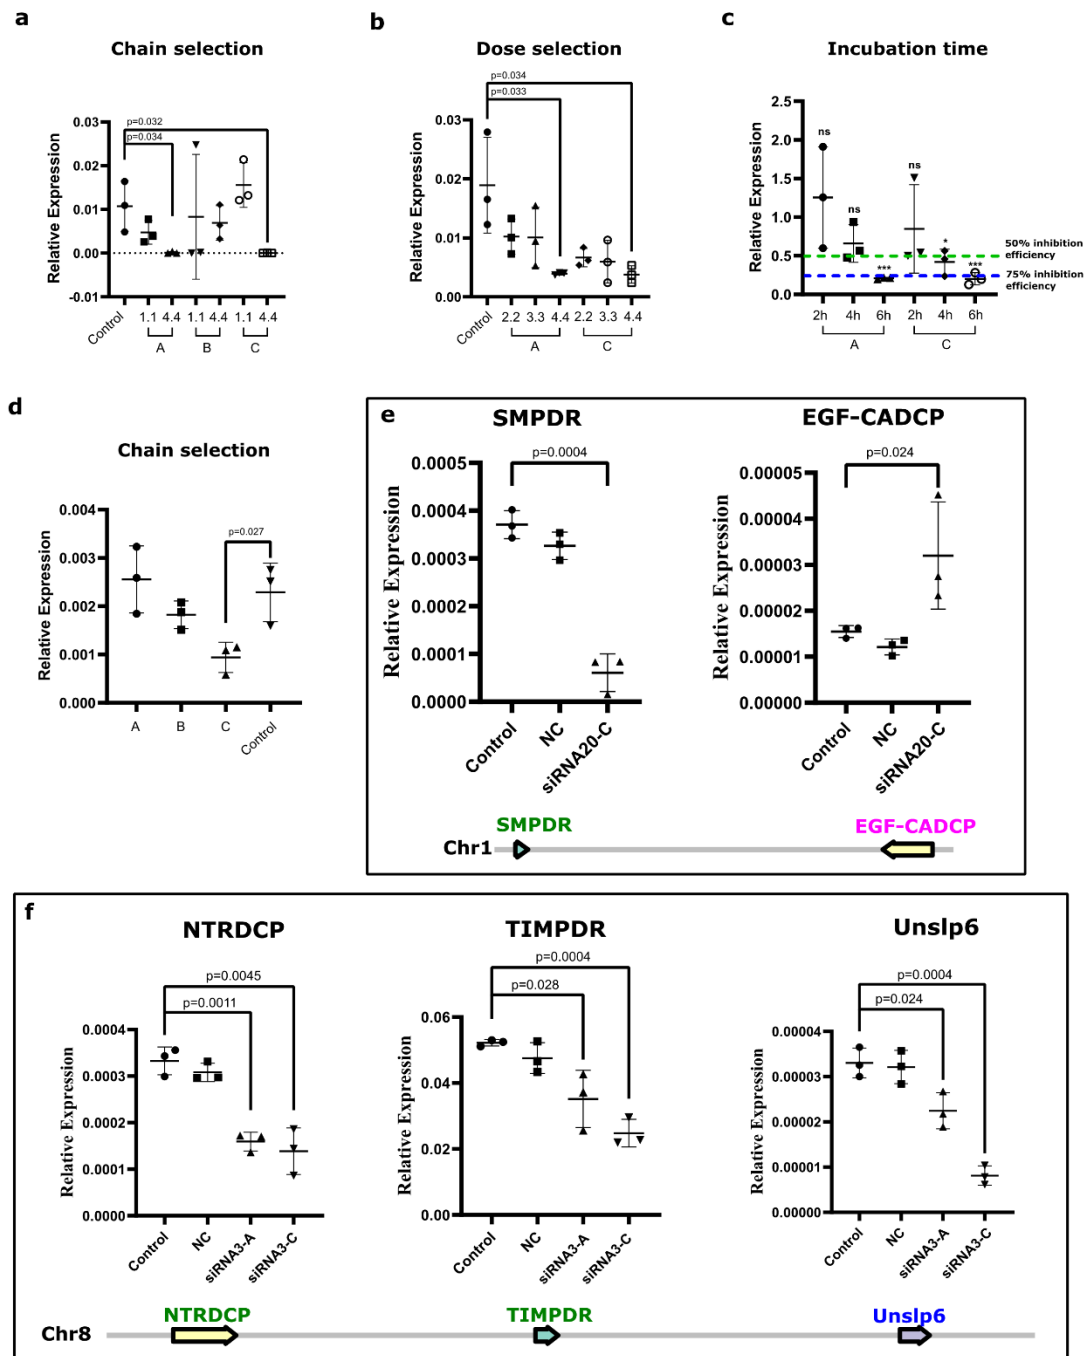 a
Chain selection
Relative Expression
0.03
0.02
0.01
0.00
-0.01
p=0.032
p=0.034
Control
1.1 4.4 1.1 4.4 1.1 4.4
A B C
b
Dose selection
Relative Expression
0.03
0.02
0.01
0.00
p=0.034
p=0.033
Control
2.2 3.3 4.4 2.2 3.3 4.4
A C
c
Incubation time
Relative Expression
2.5
2.0
1.5
1.0
0.5
0.0
ns
ns
***
ns
*
***
50% inhibition
efficiency
75% inhibition
efficiency
2h 4h 6h 2h 4h 6h
A C
d
Chain selection
Relative Expression
0.004
0.003
0.002
0.001
0.000
p=0.027
A B C Control
e
SMPDR
Relative Expression
0.0005
0.0004
0.0003
0.0002
0.0001
0.0000
p=0.0004
Control NC siRNA20-C
EGF-CADCP
Relative Expression
0.00005
0.00004
0.00003
0.00002
0.00001
0.00000
p=0.024
Control NC siRNA20-C
SMPDR
EGF-CADCP
Chr1
f
NTRDCP
Relative Expression
0.0004
0.0003
0.0002
0.0001
0.0000
p=0.0045
p=0.0011
Control NC siRNA3-A siRNA3-C
TIMPDR
Relative Expression
0.06
0.04
0.02
0.00
p=0.0004
p=0.028
Control NC siRNA3-A siRNA3-C
Unslp6
Relative Expression
0.00004
0.00003
0.00002
0.00001
0.00000
p=0.0004
p=0.024
Control NC siRNA3-A siRNA3-C
NTRDCP
TIMPDR
Unslp6
Chr8